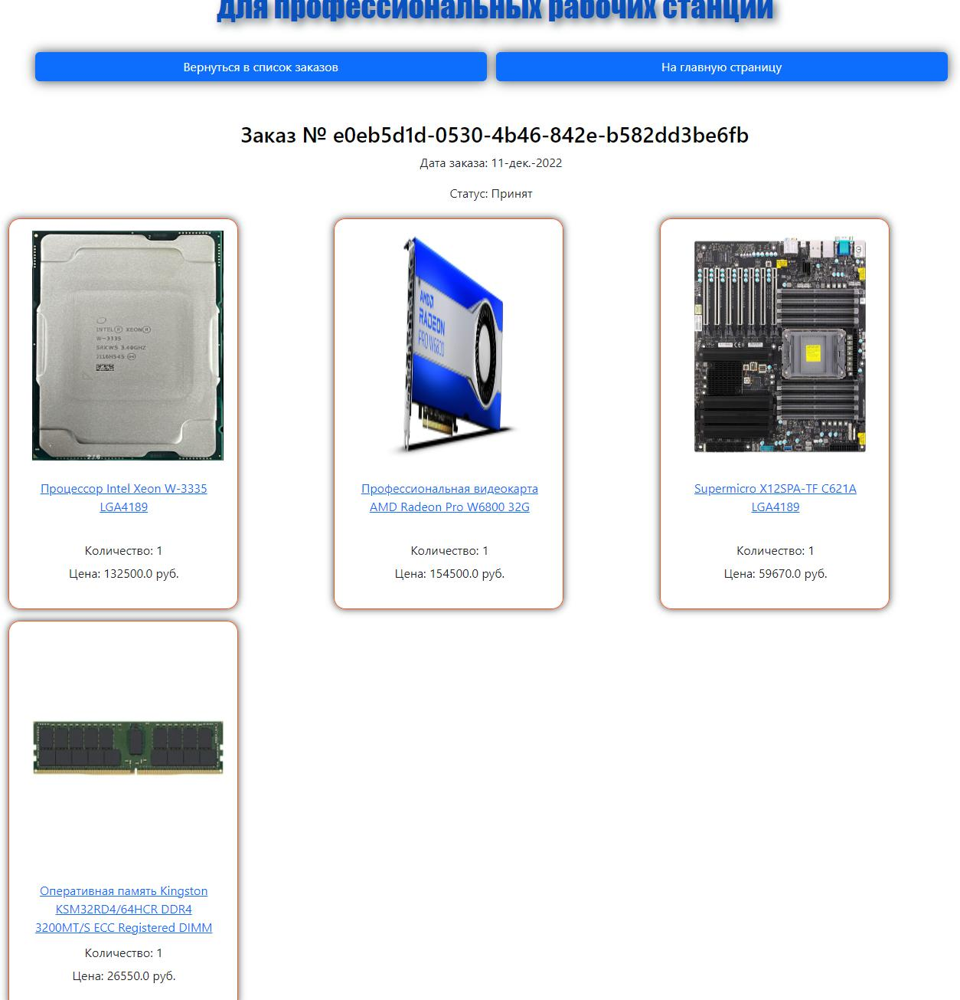 для профессиональных рабочих станций
Вернуться в список заказов
На главную страницу
Заказ № e0eb5d1d-0530-4b46-842e-b582dd3be6fb
Дата заказа: 11-дек.-2022
Статус: Принят
INTEL® XEON®
W-3335
SRKWS 3.40GHZ
J116H545
Процессор Intel Xeon W-3335
LGA4189
Количество: 1
Цена: 132500.0 руб.
AMD
RADEON
PRO W6800
Профессиональная видеокарта
AMD Radeon Pro W6800 32G
Количество: 1
Цена: 154500.0 руб.
Supermicro X12SPA-TF C621A
LGA4189
Количество: 1
Цена: 59670.0 руб.
Оперативная память Kingston
KSM32RD4/64HCR DDR4
3200MT/S ECC Registered DIMM
Количество: 1
Цена: 26550.0 руб.